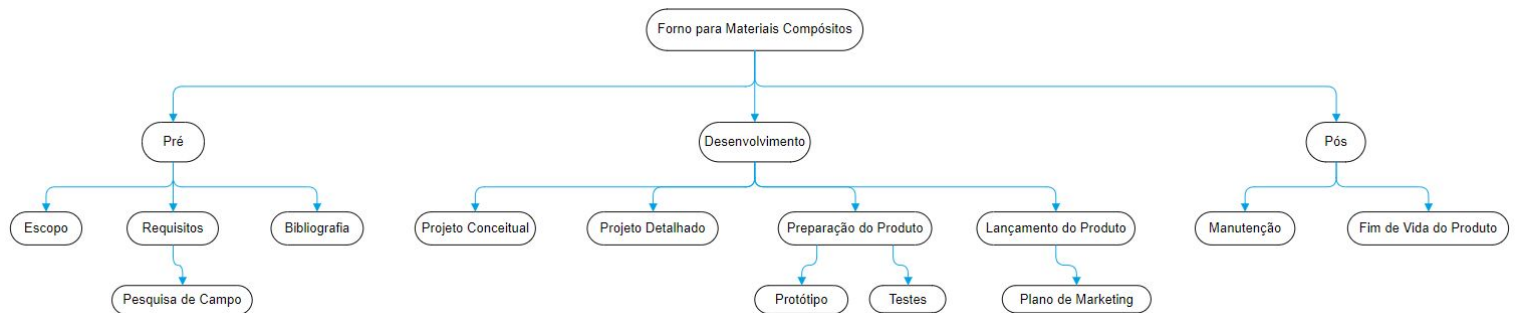 Forno para Materiais Compósitos
Pré
Desenvolvimento
Pós
Escopo
Requisitos
Bibliografia
Projeto Conceitual
Projeto Detalhado
Preparação do Produto
Lançamento do Produto
Manutenção
Fim de Vida do Produto
Pesquisa de Campo
Protótipo
Testes
Plano de Marketing